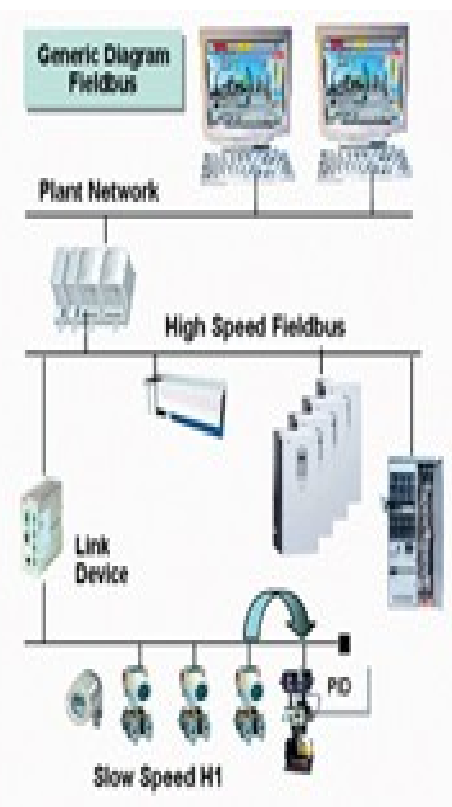 Generic Diagram
Fieldbus
Plant Network
High Speed Fieldbus
Link
Device
PID
Slow Speed H1